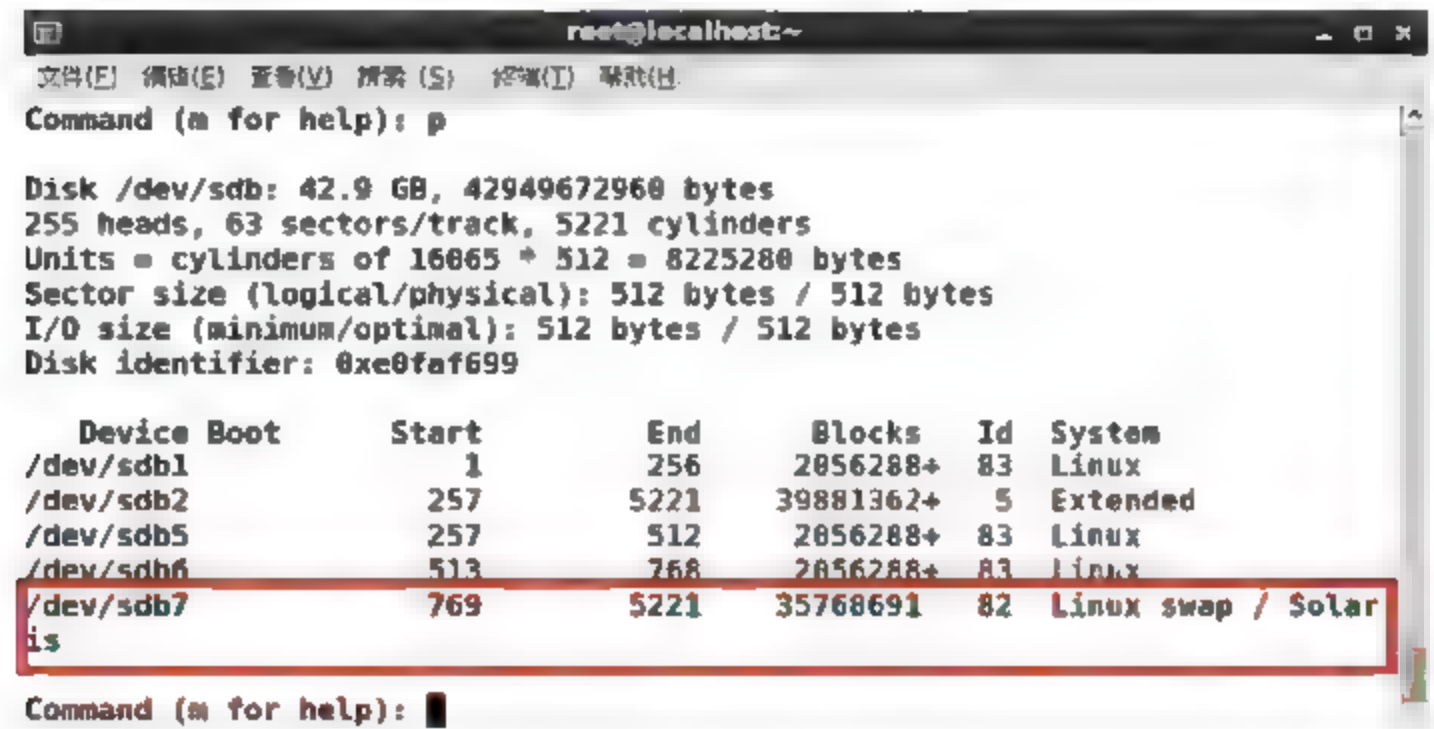 root@localhost:~
文件(F) 编辑(E) 查看(V) 搜索 (S) 终端(T) 帮助(H
Command (m for help): p
Disk /dev/sdb: 42.9 GB, 42949672960 bytes
255 heads, 63 sectors/track, 5221 cylinders
Units = cylinders of 16065 * 512 = 8225280 bytes
Sector size (logical/physical): 512 bytes / 512 bytes
I/O size (minimum/optimal): 512 bytes / 512 bytes
Disk identifier: 0xe0faf699
Device Boot Start End Blocks Id System
/dev/sdb1 1 256 2056288+ 83 Linux
/dev/sdb2 257 5221 39881362+ 5 Extended
/dev/sdb5 257 512 2056288+ 83 Linux
/dev/sdb6 513 768 2056288+ 83 Linux
/dev/sdb7 769 5221 35768691 82 Linux swap / Solar
is
Command (m for help):